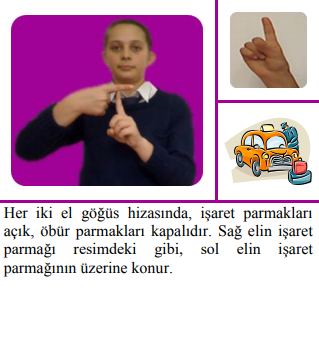 Her iki el göğüs hizasında, işaret parmakları
açık, öbür parmakları kapalıdır. Sağ elin işaret
parmağı resimdeki gibi, sol elin işaret
parmağının üzerine konur.